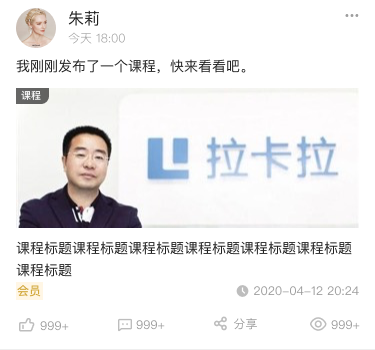 朱莉
今天 18:00
我刚刚发布了一个课程，快来看看吧。
课程
拉卡拉
课程标题课程标题课程标题课程标题课程标题课程标题
课程标题
会员
2020-04-12 20:24
999+
999+
分享
999+